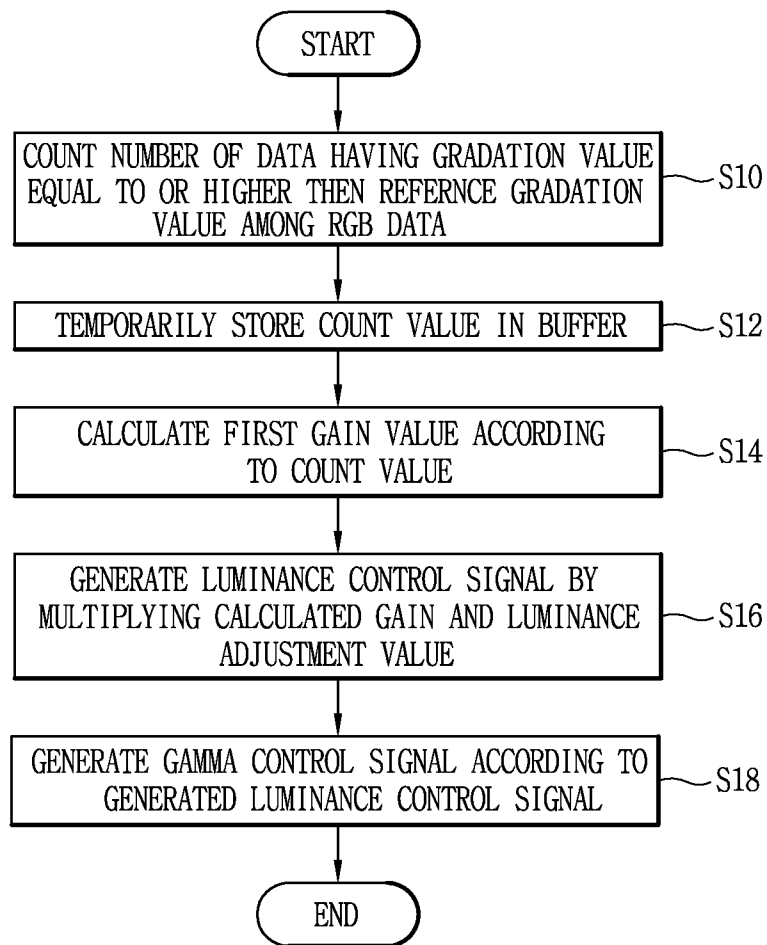 START
COUNT NUMBER OF DATA HAVING GRADATION VALUE
EQUAL TO OR HIGHER THEN REFERNCE GRADATION
VALUE AMONG RGB DATA
S10
TEMPORARILY STORE COUNT VALUE IN BUFFER
S12
CALCULATE FIRST GAIN VALUE ACCORDING
TO COUNT VALUE
S14
GENERATE LUMINANCE CONTROL SIGNAL BY
MULTIPLYING CALCULATED GAIN AND LUMINANCE
ADJUSTMENT VALUE
S16
GENERATE GAMMA CONTROL SIGNAL ACCORDING TO
GENERATED LUMINANCE CONTROL SIGNAL
S18
END